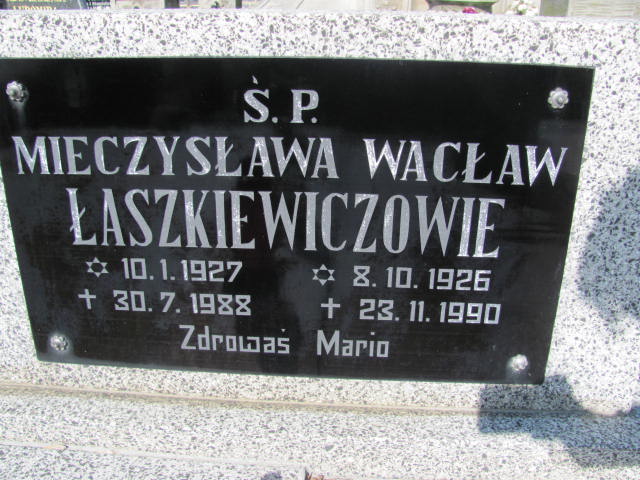 Ś.P.
MIECZYSŁAWA WACŁAW
ŁASZKIEWICZOWIE
✡ 10.1.1927 ✡ 8.10.1926
✝ 30.7.1988 ✝ 23.11.1990
Zdrowaś Mario